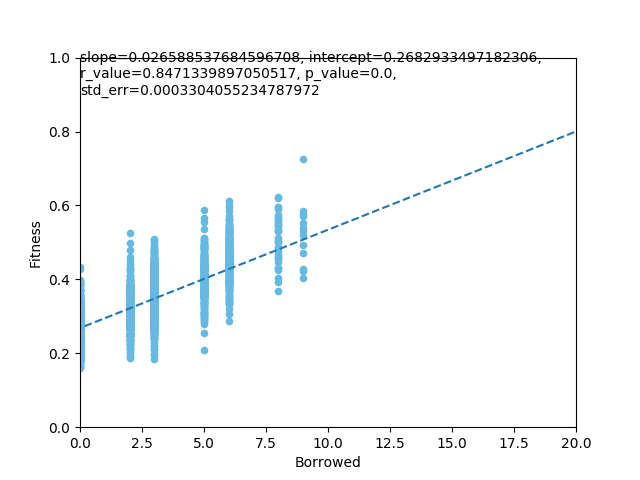 slope=0.026588537684596708, intercept=0.2682933497182306,
r_value=0.8471339897050517, p_value=0.0,
std_err=0.0003304055234787972
1.0
0.8
0.6
0.4
0.2
0.0
Fitness
0.0 2.5 5.0 7.5 10.0 12.5 15.0 17.5 20.0
Borrowed